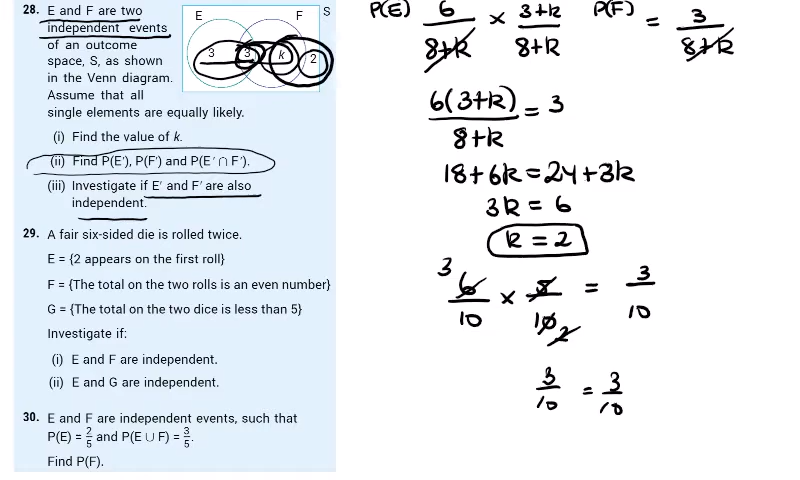 28. E and F are two
independent events
of an outcome
space, S, as shown
in the Venn diagram.
Assume that all
single elements are equally likely.
E F S
3 3 k 2
(i) Find the value of k.
(ii) Find P(E′), P(F′) and P(E′ ∩ F′).
(iii) Investigate if E′ and F′ are also
independent.
29. A fair six-sided die is rolled twice.
E = {2 appears on the first roll}
F = {The total on the two rolls is an even number}
G = {The total on the two dice is less than 5}
Investigate if:
(i) E and F are independent.
(ii) E and G are independent.
30. E and F are independent events, such that
P(E) = 2/5 and P(E ∪ F) = 3/5.
Find P(F).
P(E) 6/8+k × 3+k/8+k P(F) = 3/8+k
6(3+k)/8+k = 3
18+6k = 24+3k
3k = 6
k = 2
3 6/10 × 5/10 2 = 3/10
3/10 = 3/10